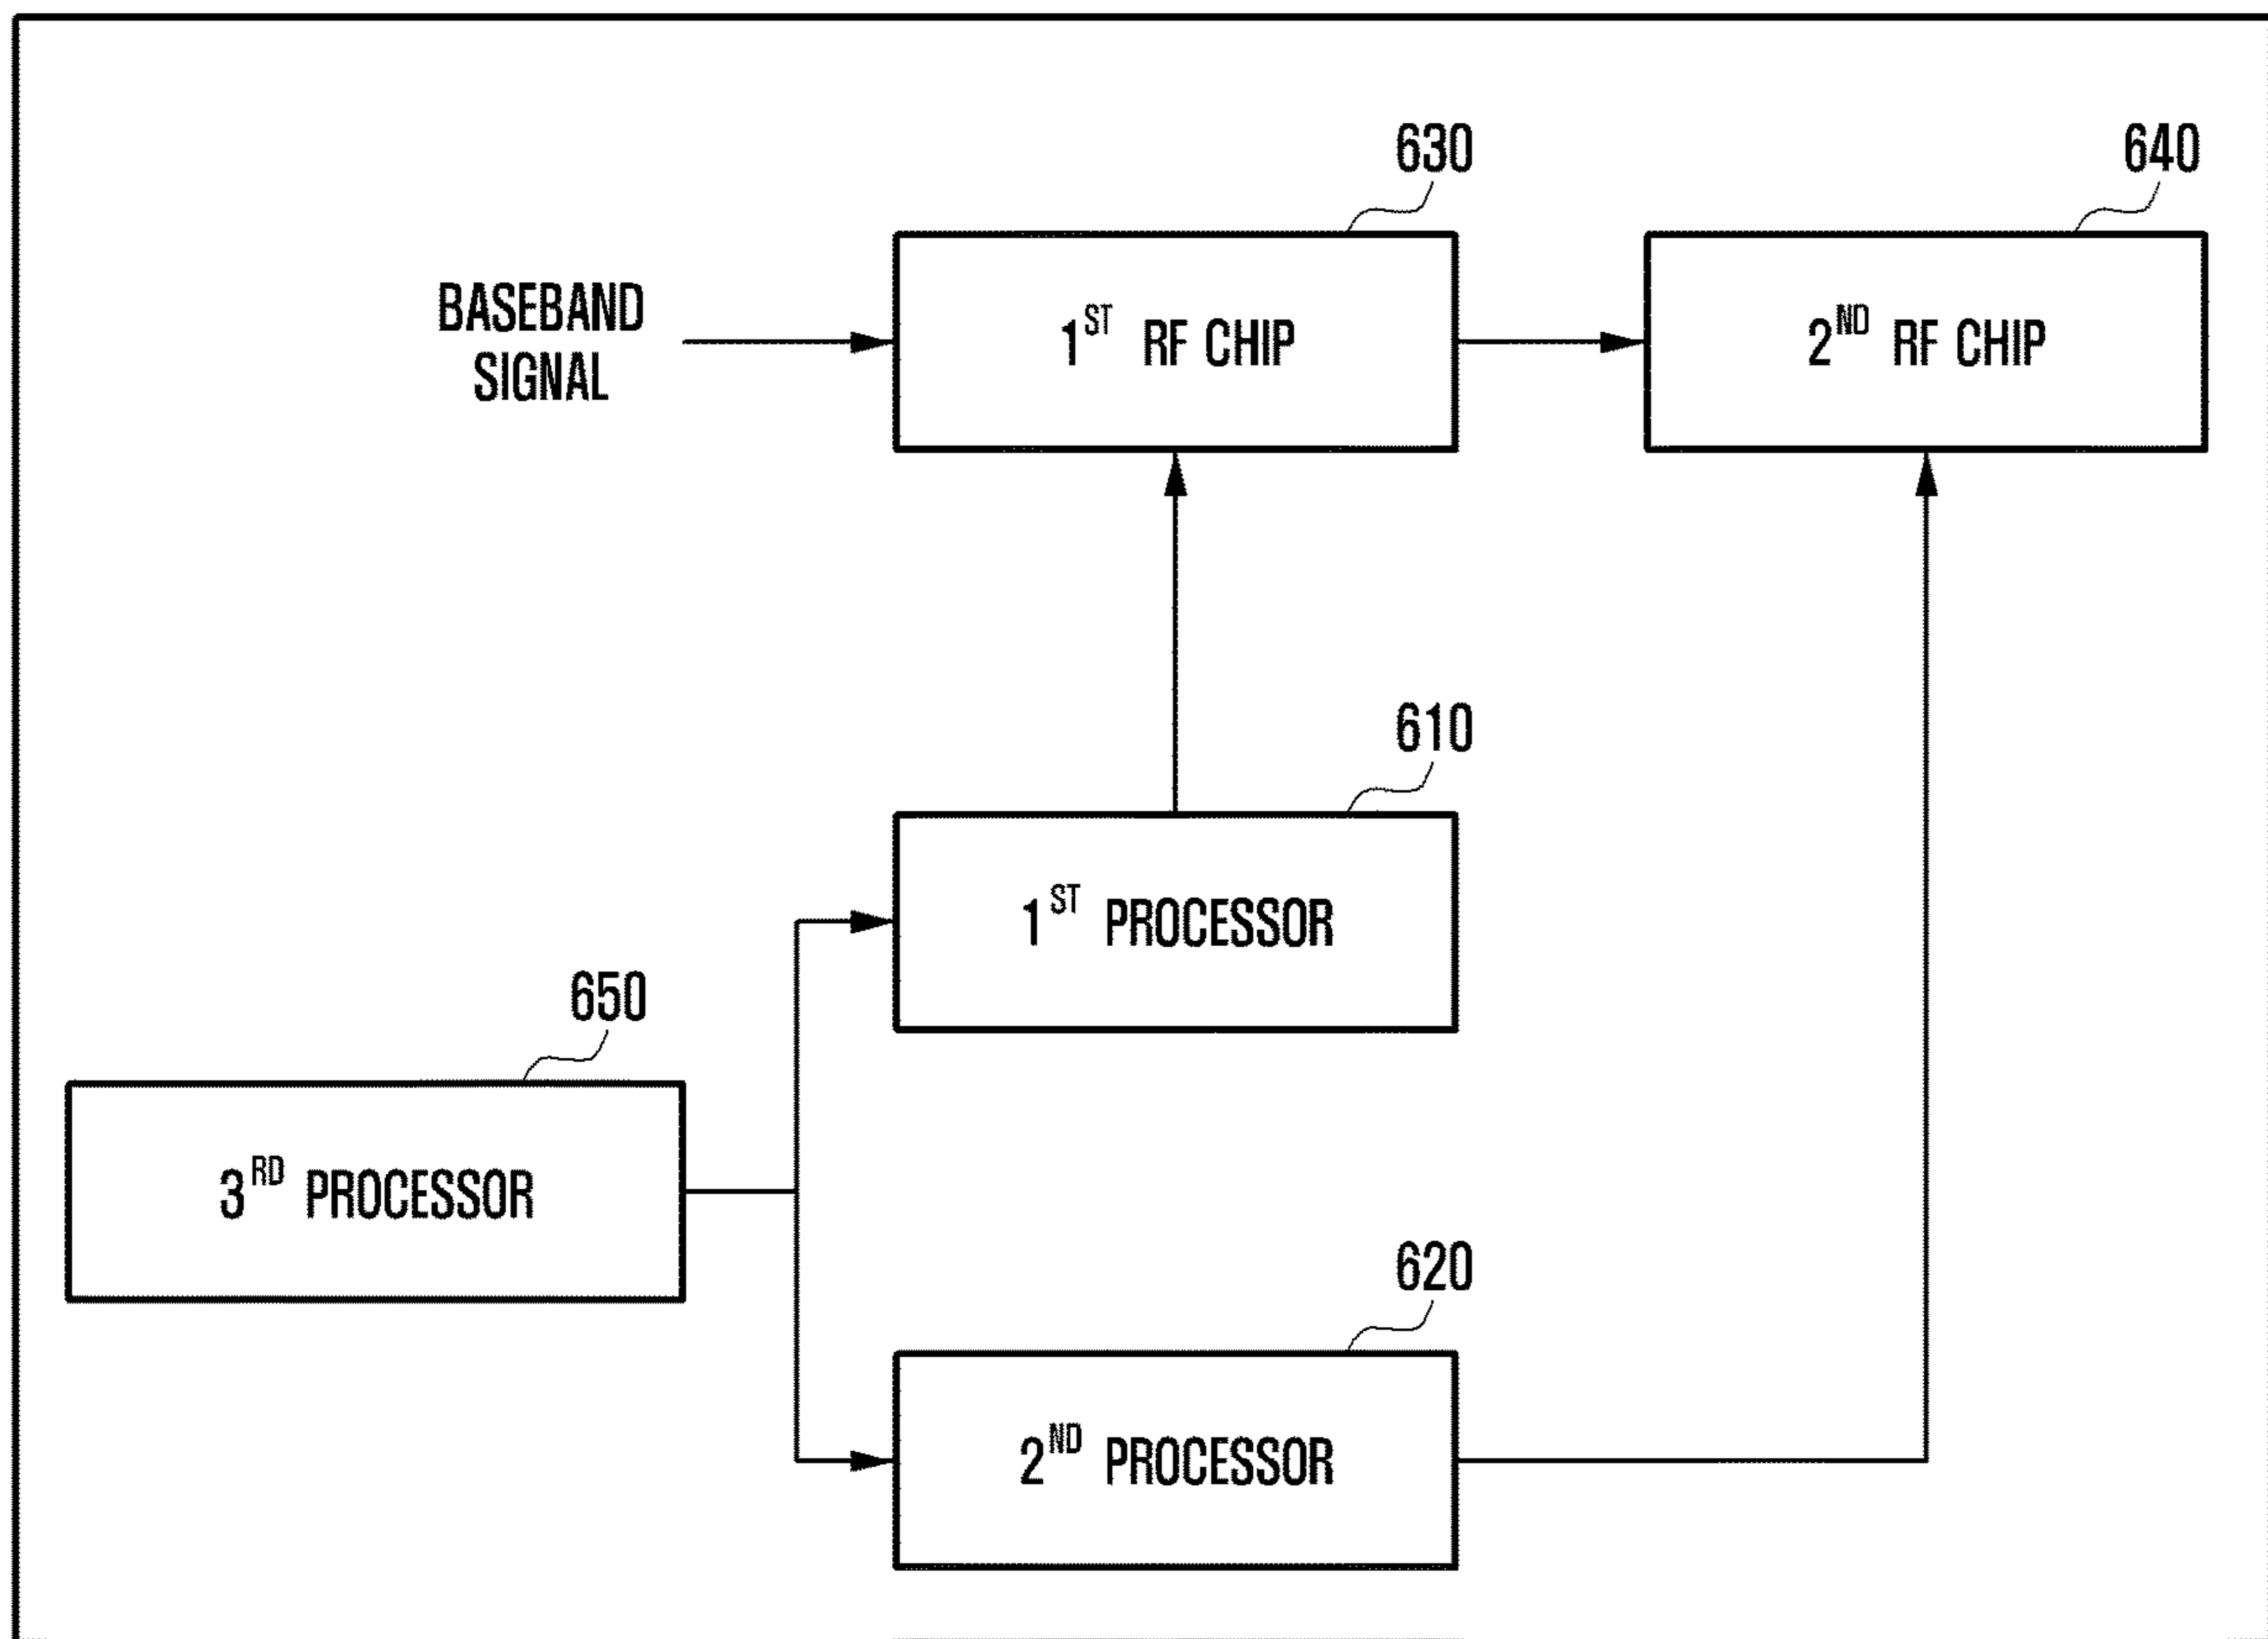 630
640
BASEBAND
SIGNAL
1ST RF CHIP
2ND RF CHIP
610
1ST PROCESSOR
650
3RD PROCESSOR
620
2ND PROCESSOR